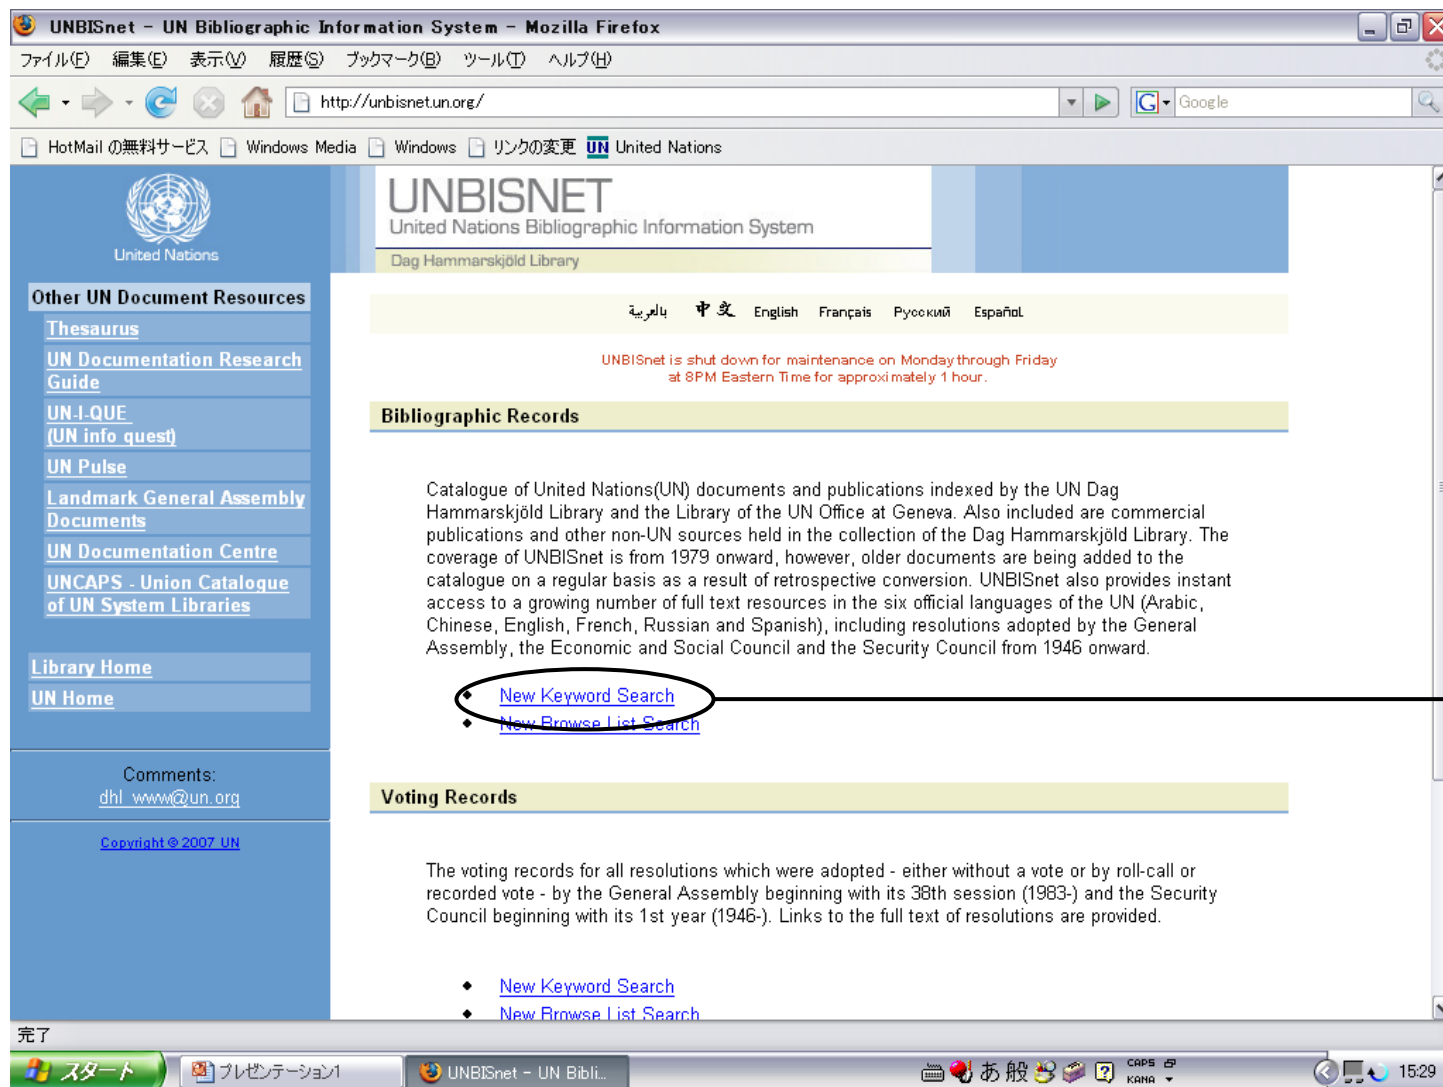 UNBISnet - UN Bibliographic Information System - Mozilla Firefox
ファイル(F) 編集(E) 表示(V) 履歴(S) ブックマーク(B) ツール(T) ヘルプ(H)
http://unbisnet.un.org/
Google
HotMail の無料サービス Windows Media Windows リンクの変更 UN United Nations
United Nations
Other UN Document Resources
Thesaurus
UN Documentation Research
Guide
UN-I-QUE
(UN info quest)
UN Pulse
Landmark General Assembly
Documents
UN Documentation Centre
UNCAPS - Union Catalogue
of UN System Libraries
Library Home
UN Home
Comments:
dhl_www@un.org
Copyright © 2007 UN
UNBISNET
United Nations Bibliographic Information System
Dag Hammarskjöld Library
بالعربية 中文 English Français Русский Español
UNBISnet is shut down for maintenance on Monday through Friday
at 8PM Eastern Time for approximately 1 hour.
Bibliographic Records
Catalogue of United Nations(UN) documents and publications indexed by the UN Dag
Hammarskjöld Library and the Library of the UN Office at Geneva. Also included are commercial
publications and other non-UN sources held in the collection of the Dag Hammarskjöld Library. The
coverage of UNBISnet is from 1979 onward, however, older documents are being added to the
catalogue on a regular basis as a result of retrospective conversion. UNBISnet also provides instant
access to a growing number of full text resources in the six official languages of the UN (Arabic,
Chinese, English, French, Russian and Spanish), including resolutions adopted by the General
Assembly, the Economic and Social Council and the Security Council from 1946 onward.
New Keyword Search
New Browse List Search
Voting Records
The voting records for all resolutions which were adopted - either without a vote or by roll-call or
recorded vote - by the General Assembly beginning with its 38th session (1983-) and the Security
Council beginning with its 1st year (1946-). Links to the full text of resolutions are provided.
New Keyword Search
New Browse List Search
完了
スタート プレゼンテーション1 UNBISnet - UN Bibli... あ 般 CAPS KANA 15:29